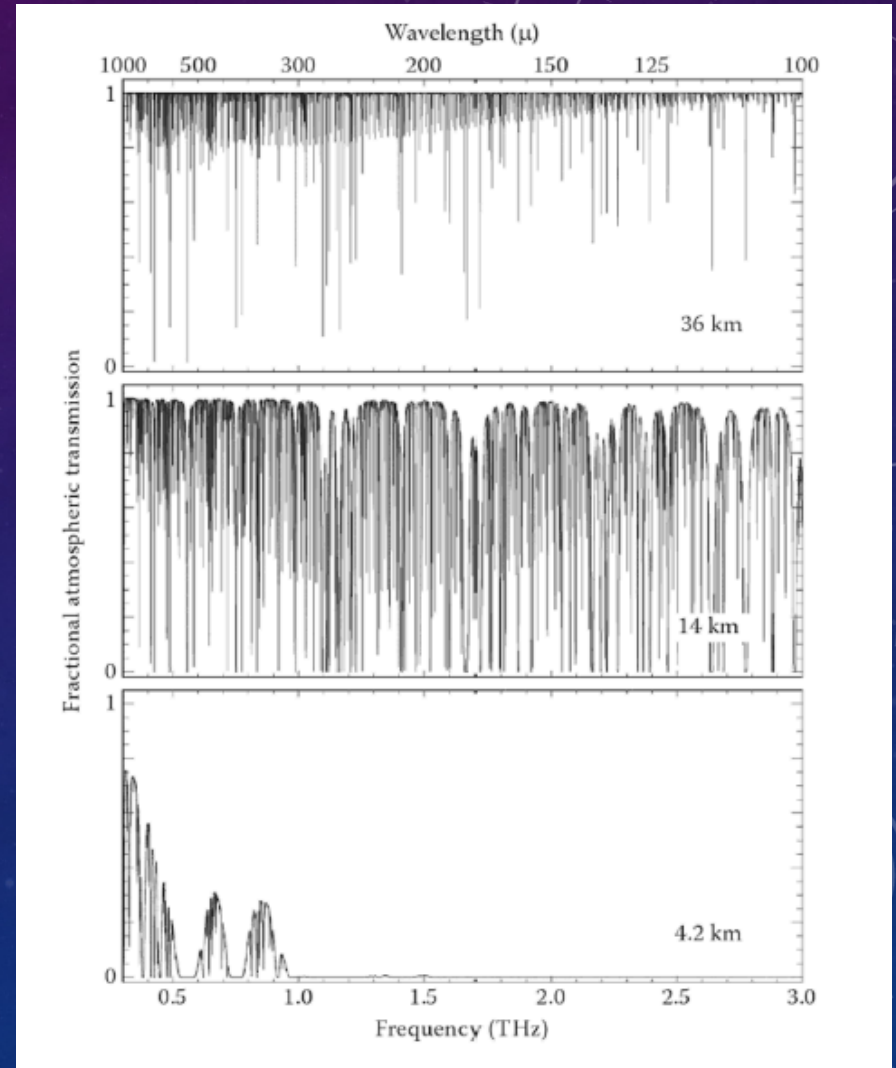 Wavelength (μ)
1000 500 300 200 150 125 100
1
36 km
0
1
14 km
0
1
4.2 km
0
Fractional atmospheric transmission
0.5 1.0 1.5 2.0 2.5 3.0
Frequency (THz)